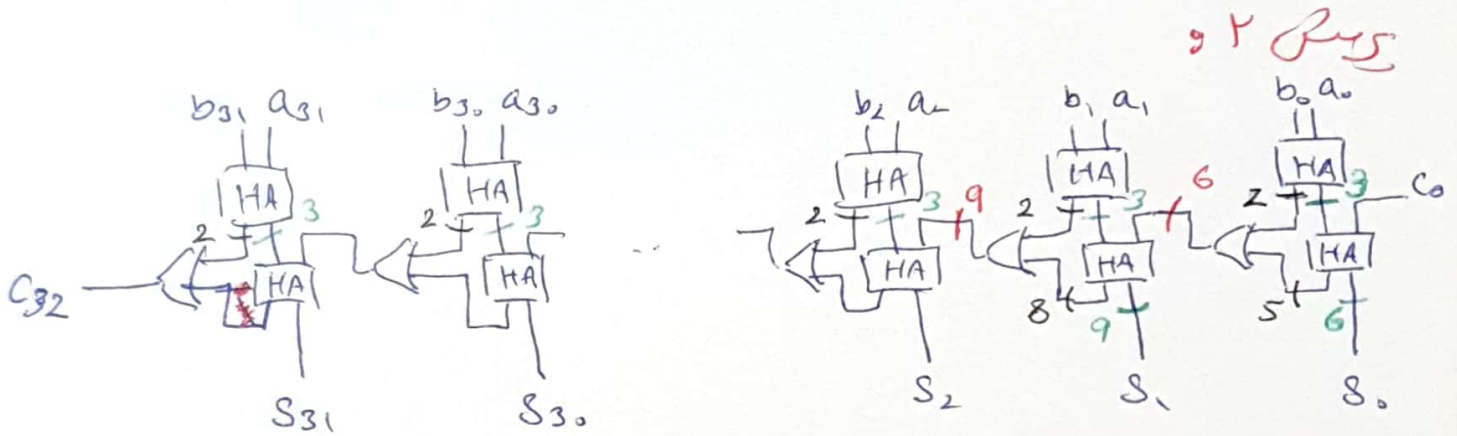 b31 a31 b30 a30 b2 a2 b1 a1 b0 a0
HA HA HA HA HA
2 3 2 3 2 3 9 2 3 6 2 3 C0
HA HA HA HA HA
C32 8 9 5 6
S31 S30 S2 S1 S0